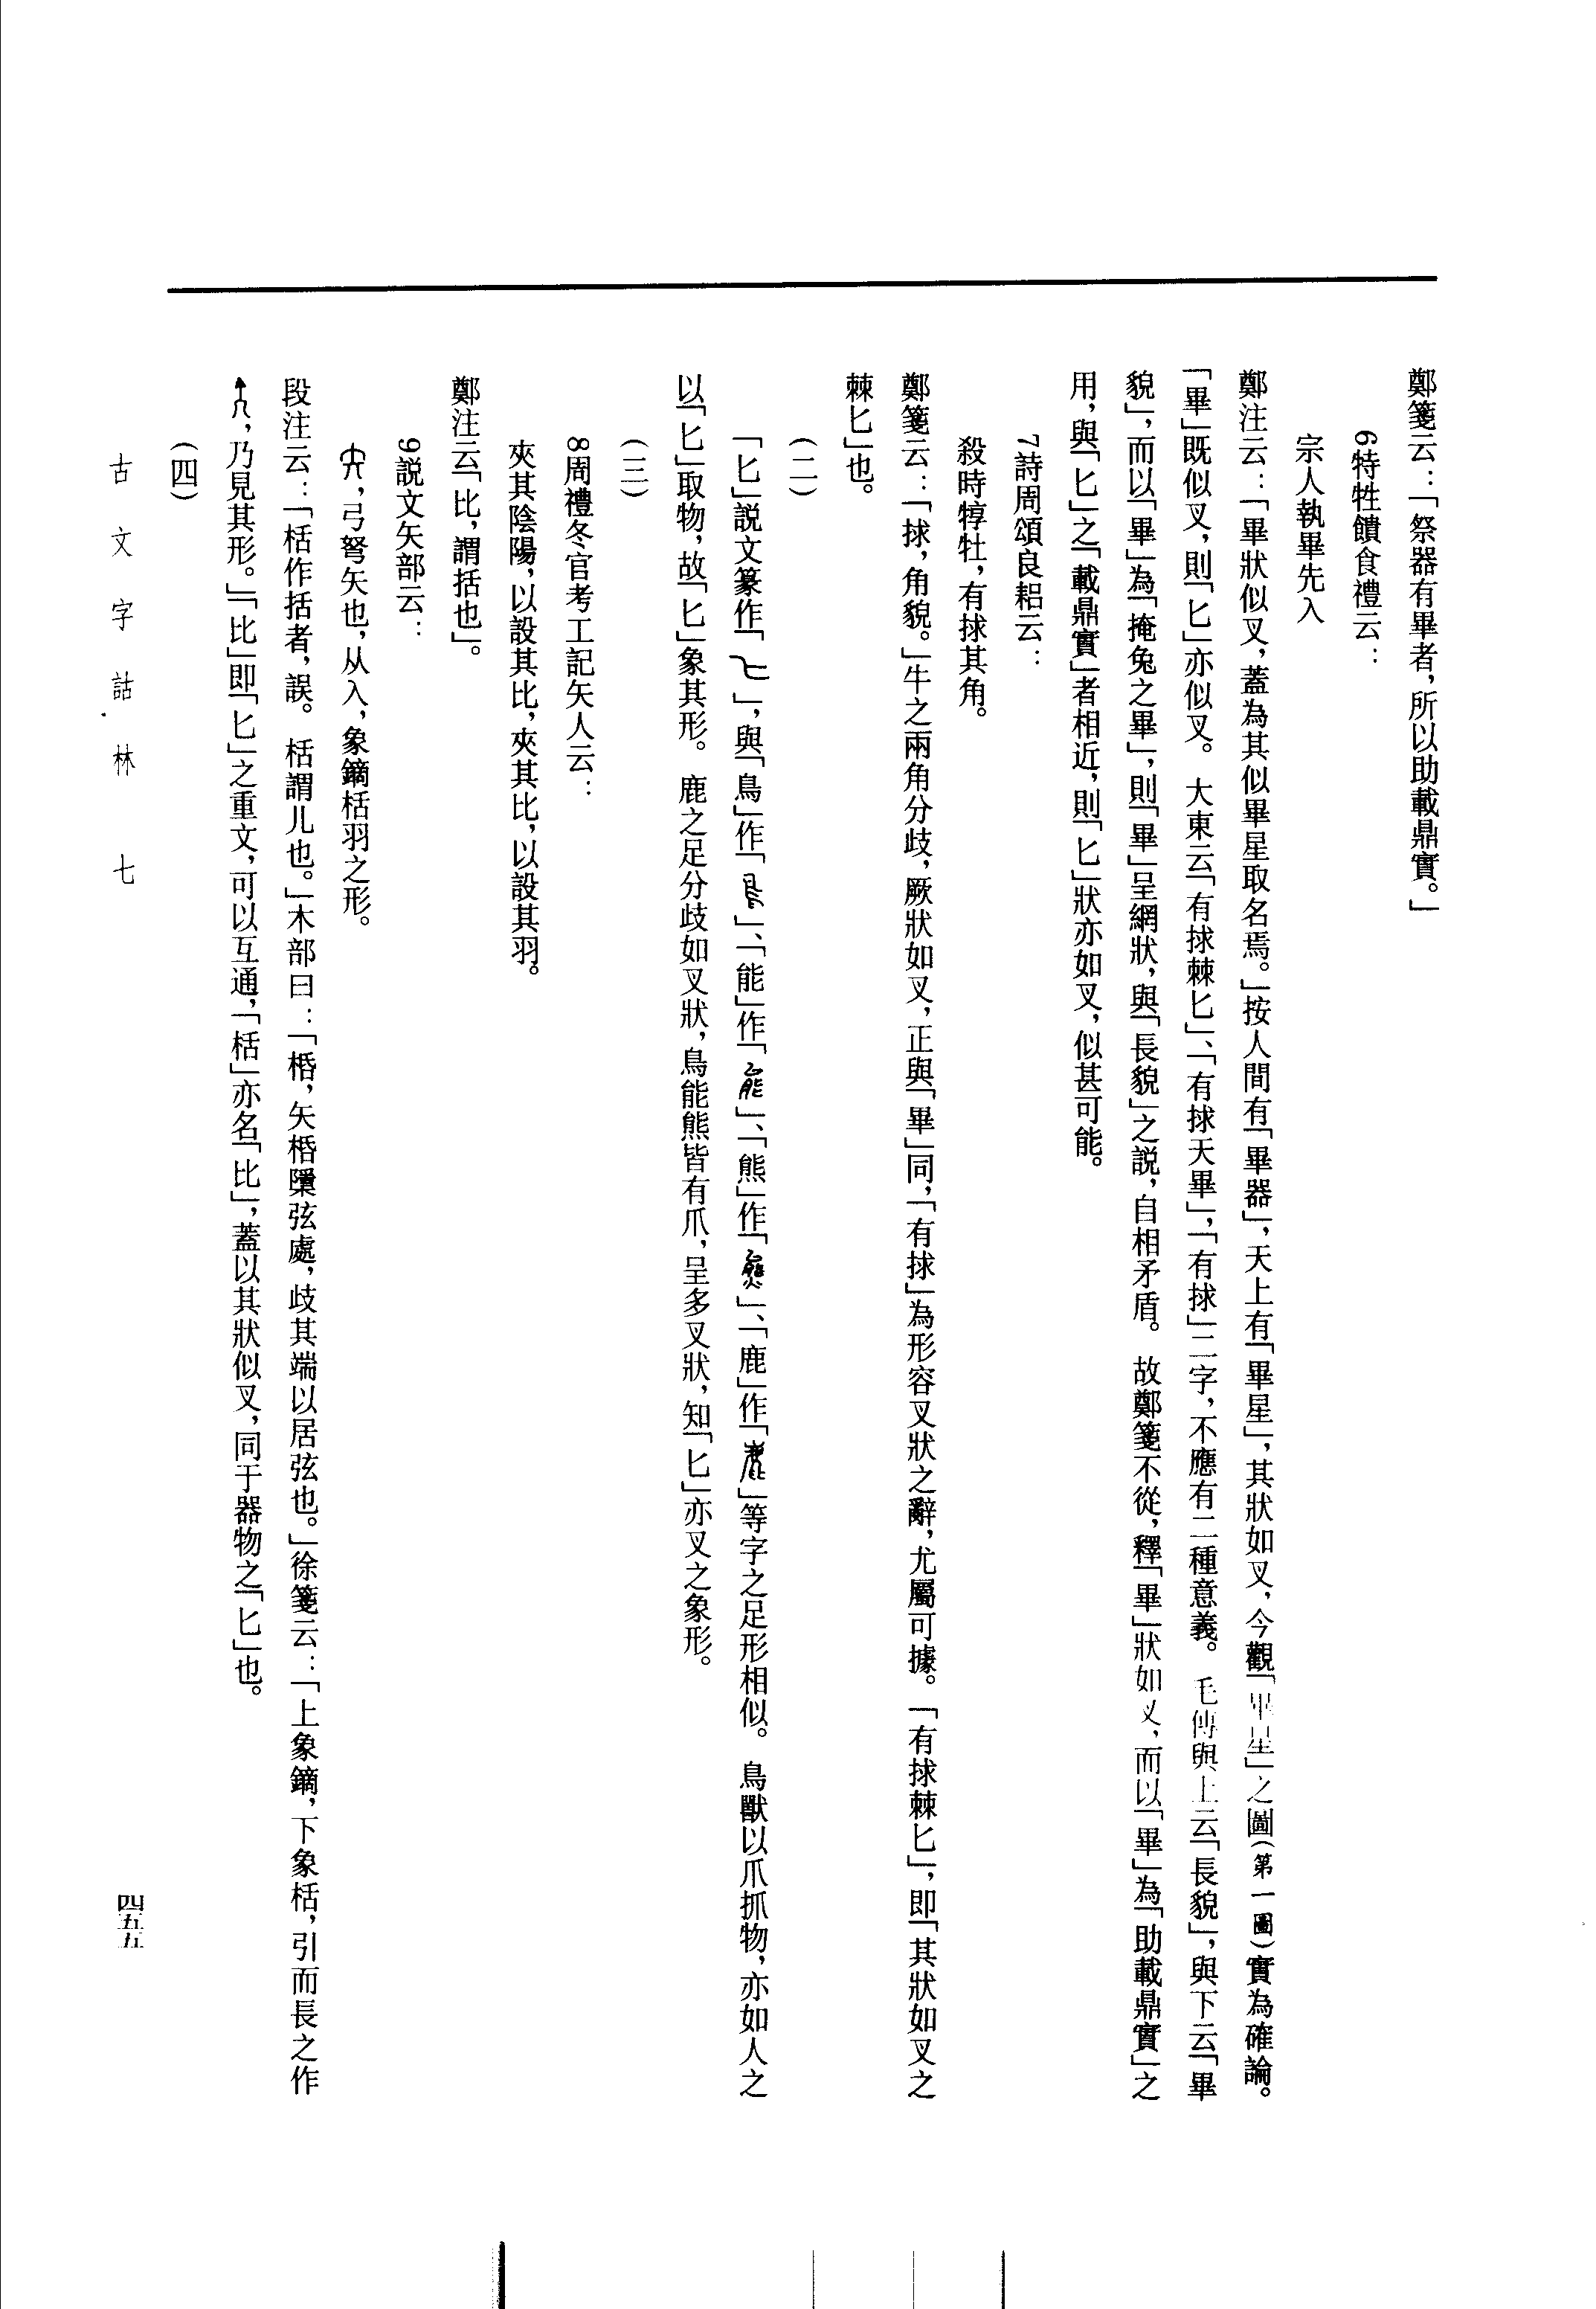 鄭箋云：「祭器有畢者，所以助載鼎實。」
6特牲饋食禮云：
宗人執畢先入
鄭注云：「畢狀似叉，蓋為其似畢星取名焉。」按人間有「畢器」，天上有「畢星」，其狀如叉，今觀「畢星」之圖（第一圖）實為確論。
「畢」既似叉，則「匕」亦似叉。大東云「有捄棘匕」、「有捄天畢」，「有捄」二字，不應有二種意義。毛傳與上云「長貌」，與下云「畢
貌」，而以「畢」為「掩兔之畢」，則「畢」呈網狀，與「長貌」之説，自相矛盾。故鄭箋不從，釋「畢」狀如叉，而以「畢」為「助載鼎實」之
用，與「匕」之「載鼎實」者相近，則「匕」狀亦如叉，似甚可能。
7詩周頌良耜云：
殺時犉牡，有捄其角。
鄭箋云：「捄，角貌。」牛之兩角分歧，厥狀如叉，正與「畢」同，「有捄」為形容叉狀之辭，尤屬可據。「有捄棘匕」，即「其狀如叉之
棘匕」也。
（二）
「匕」説文篆作「」，與「鳥」作「」、「能」作「」、「熊」作「」、「鹿」作「」等字之足形相似。鳥獸以爪抓物，亦如人之
以「匕」取物，故「匕」象其形。鹿之足分歧如叉狀，鳥能熊皆有爪，呈多叉狀，知「匕」亦叉之象形。
（三）
8周禮冬官考工記矢人云：
夾其陰陽，以設其比，夾其比，以設其羽。
鄭注云「比，謂括也」。
9説文矢部云：
，弓弩矢也，从入，象鏑栝羽之形。
段注云：「栝作括者，誤。栝謂儿也。」木部曰：「桰，矢桰檃弦處，歧其端以居弦也。」徐箋云：「上象鏑，下象栝，引而長之作
，乃見其形。」「比」即「匕」之重文，可以互通，「栝」亦名「比」，蓋以其狀似叉，同于器物之「匕」也。
（四）
古文字詁林 七
四五五